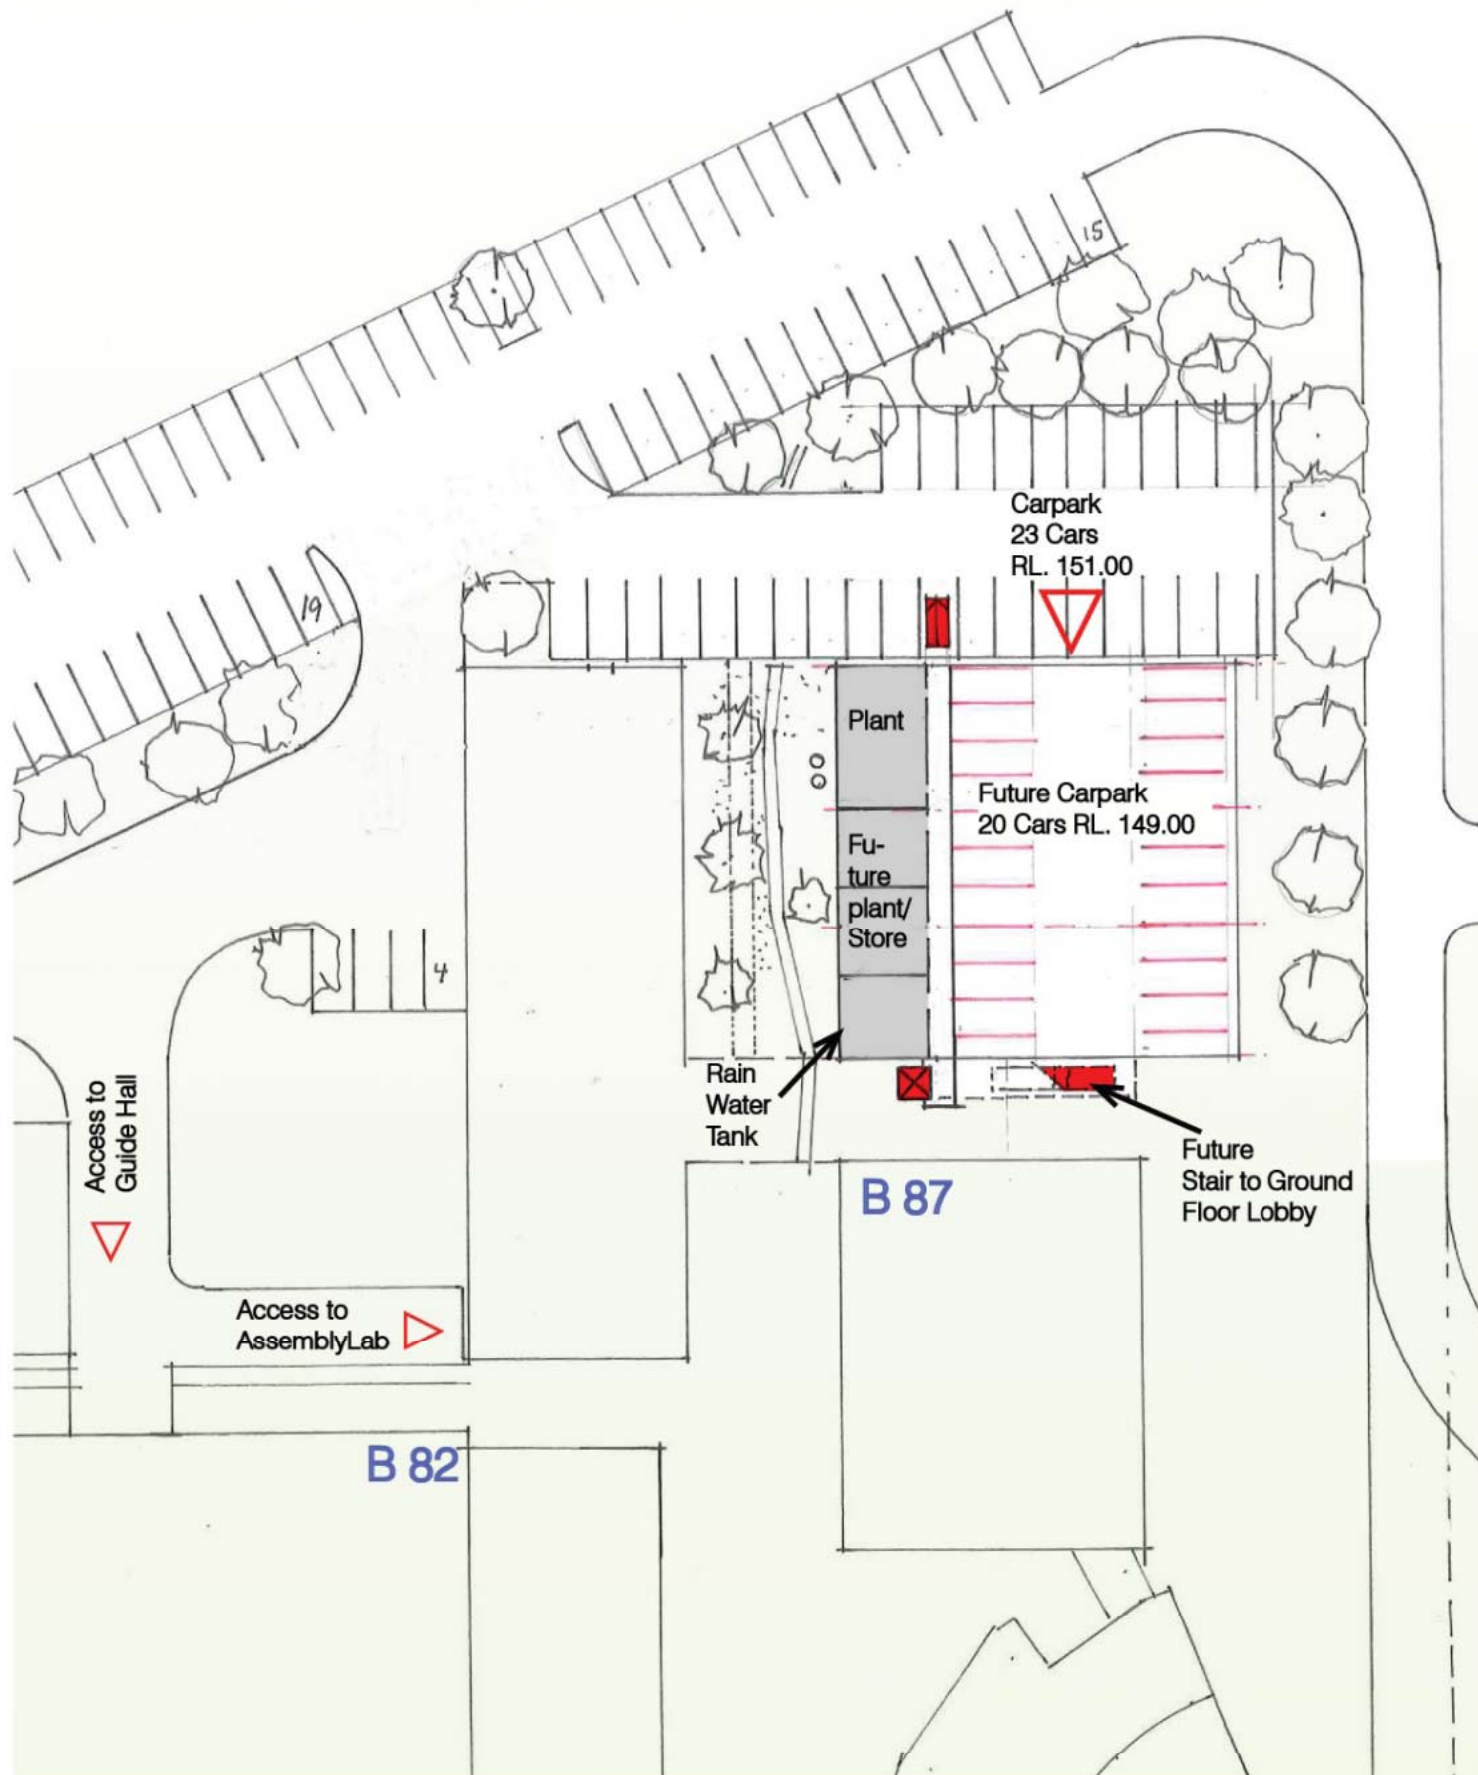 15
Carpark
23 Cars
RL. 151.00
19
Plant
Future Carpark
20 Cars RL. 149.00
Fu-
ture
plant/
Store
4
Rain
Water
Tank
Access to
Guide Hall
Future
Stair to Ground
Floor Lobby
B 87
Access to
AssemblyLab
B 82